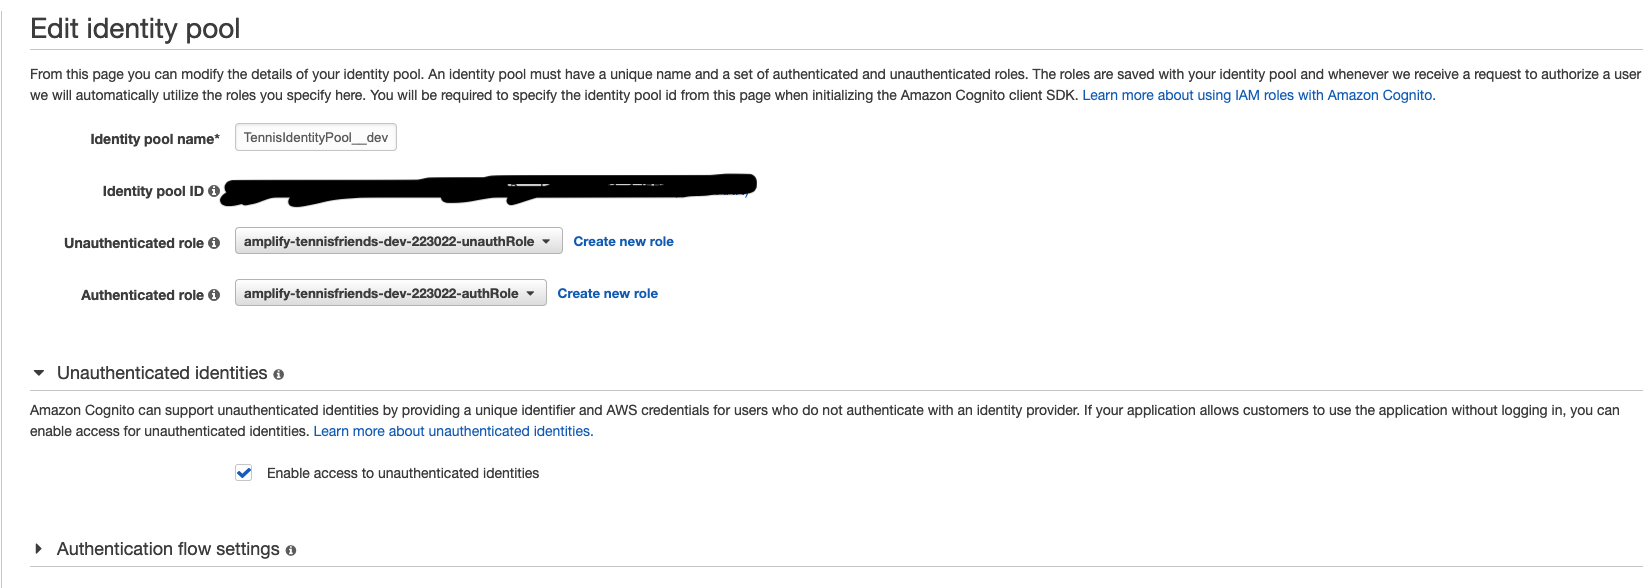 Edit identity pool
From this page you can modify the details of your identity pool. An identity pool must have a unique name and a set of authenticated and unauthenticated roles. The roles are saved with your identity pool and whenever we receive a request to authorize a user
we will automatically utilize the roles you specify here. You will be required to specify the identity pool id from this page when initializing the Amazon Cognito client SDK. Learn more about using IAM roles with Amazon Cognito.
Identity pool name* TennisIdentityPool__dev
Identity pool ID
Unauthenticated role amplify-tennisfriends-dev-223022-unauthRole Create new role
Authenticated role amplify-tennisfriends-dev-223022-authRole Create new role
Unauthenticated identities
Amazon Cognito can support unauthenticated identities by providing a unique identifier and AWS credentials for users who do not authenticate with an identity provider. If your application allows customers to use the application without logging in, you can
enable access for unauthenticated identities. Learn more about unauthenticated identities.
Enable access to unauthenticated identities
Authentication flow settings